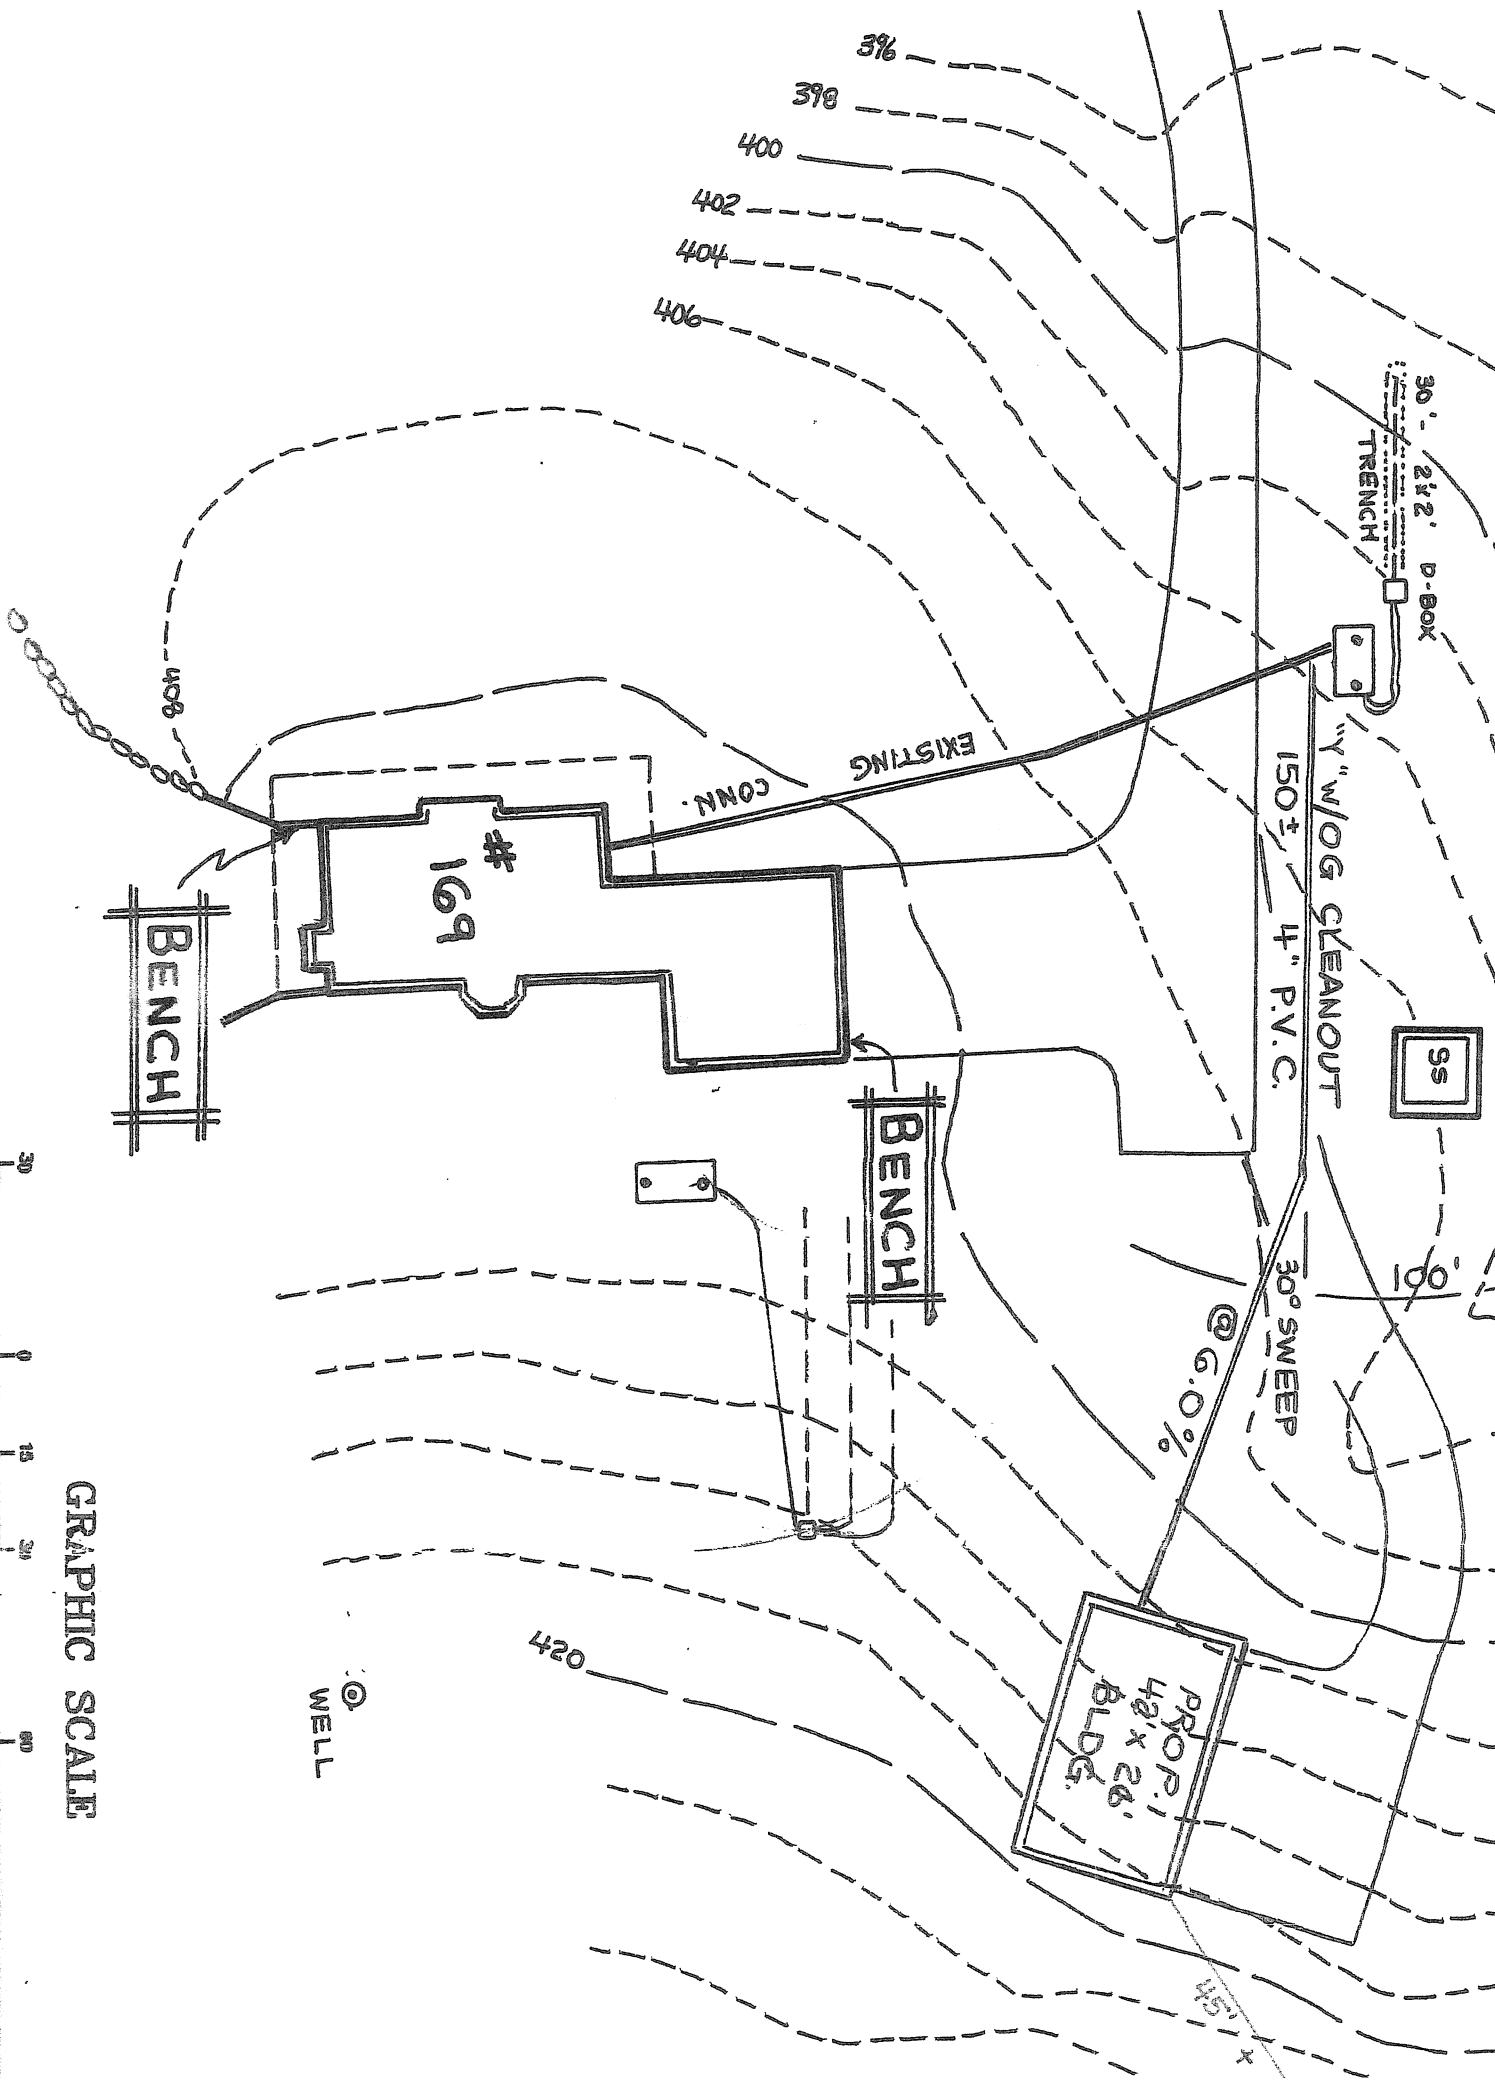 396
398
400
402
404
406
408
30'- 2'x2' D-BOX
TRENCH
EXISTING
CONN.
"Y" W/OG CLEANOUT
150± / 4" P.V.C.
SS
100'
30° SWEEP
@ 6.0%
# 169
BENCH
BENCH
PROP.
42' x 26'
BLDG.
45'
x
420
WELL
30
0
15
30
60
GRAPHIC SCALE